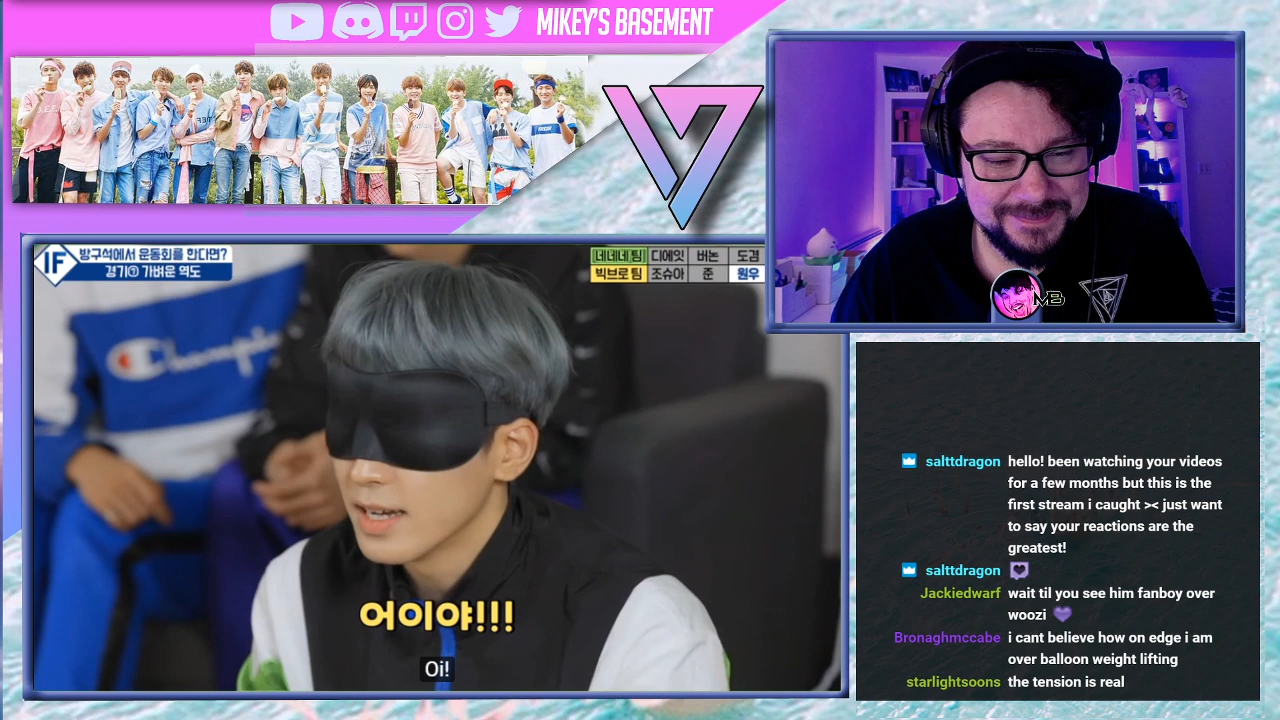 MIKEY'S BASEMENT
IF
방구석에서 운동회를 한다면?
경기① 가벼운 역도
[네네네 팀] 디에잇 버논 도겸
빅브로 팀 조슈아 준 원우
Champion
어이야!!!
Oi!
MB
salttdragon hello! been watching your videos
for a few months but this is the
first stream i caught >< just want
to say your reactions are the
greatest!
salttdragon
Jackiedwarf wait til you see him fanboy over
woozi 💜
Bronaghmccabe i cant believe how on edge i am
over balloon weight lifting
starlightsoons the tension is real